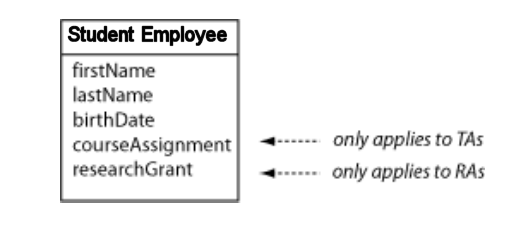 Student Employee
firstName
lastName
birthDate
courseAssignment
only applies to TAs
researchGrant
only applies to RAs